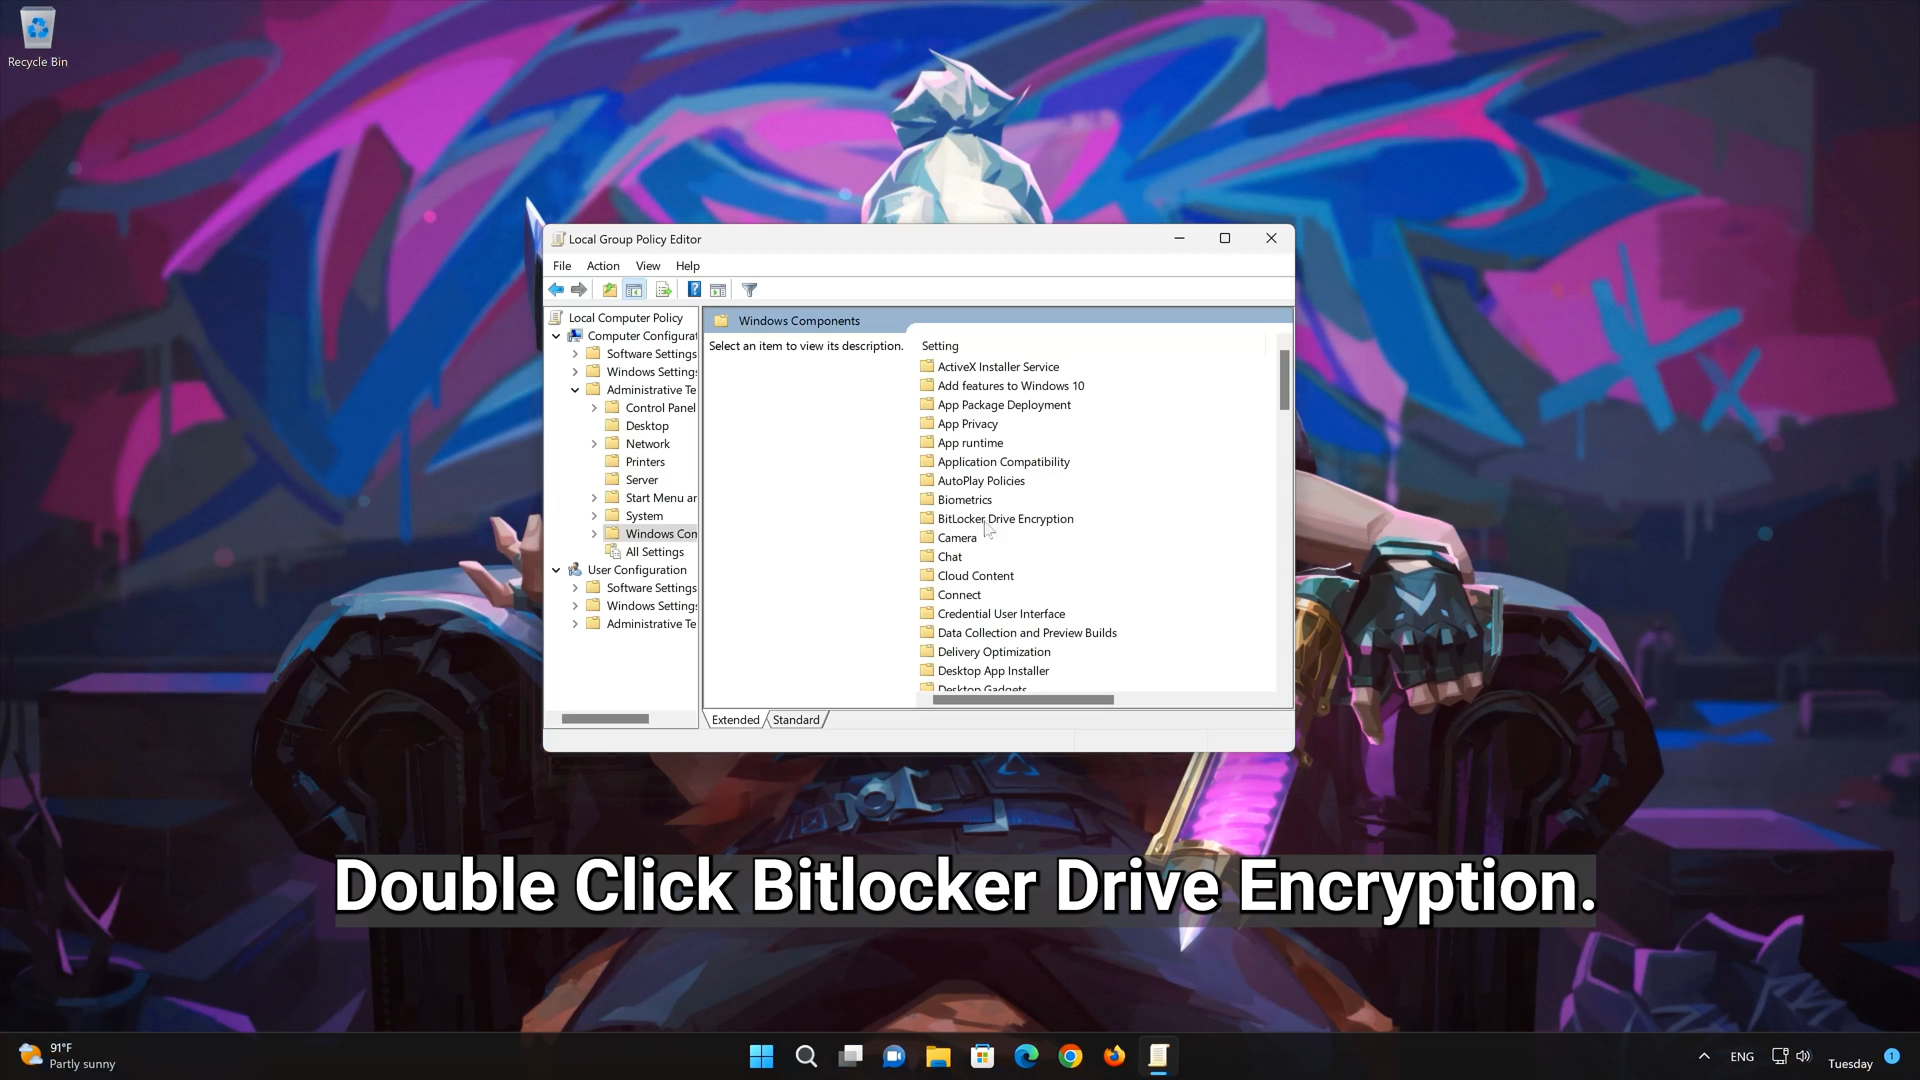 Recycle Bin
Local Group Policy Editor
File Action View Help
Local Computer Policy
Computer Configurat
Software Settings
Windows Settings
Administrative Te
Control Panel
Desktop
Network
Printers
Server
Start Menu ar
System
Windows Con
All Settings
User Configuration
Software Settings
Windows Settings
Administrative Te
Windows Components
Select an item to view its description.
Setting
ActiveX Installer Service
Add features to Windows 10
App Package Deployment
App Privacy
App runtime
Application Compatibility
AutoPlay Policies
Biometrics
BitLocker Drive Encryption
Camera
Chat
Cloud Content
Connect
Credential User Interface
Data Collection and Preview Builds
Delivery Optimization
Desktop App Installer
Desktop Gadgets
Extended Standard
Double Click Bitlocker Drive Encryption.
91°F
Partly sunny
ENG
Tuesday
1